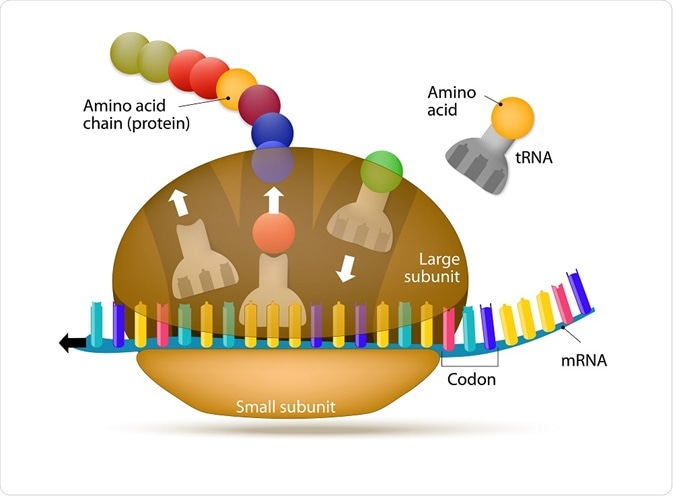 Amino acid
chain (protein)
Amino
acid
tRNA
Large
subunit
mRNA
Codon
Small subunit